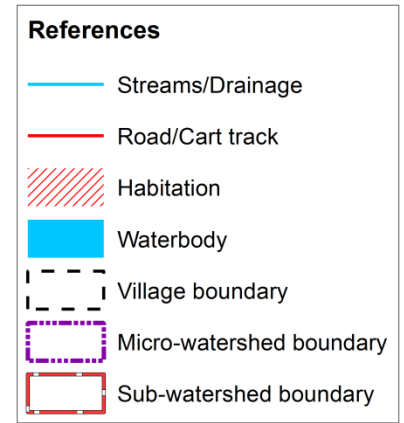 References
Streams/Drainage
Road/Cart track
Habitation
Waterbody
Village boundary
Micro-watershed boundary
Sub-watershed boundary